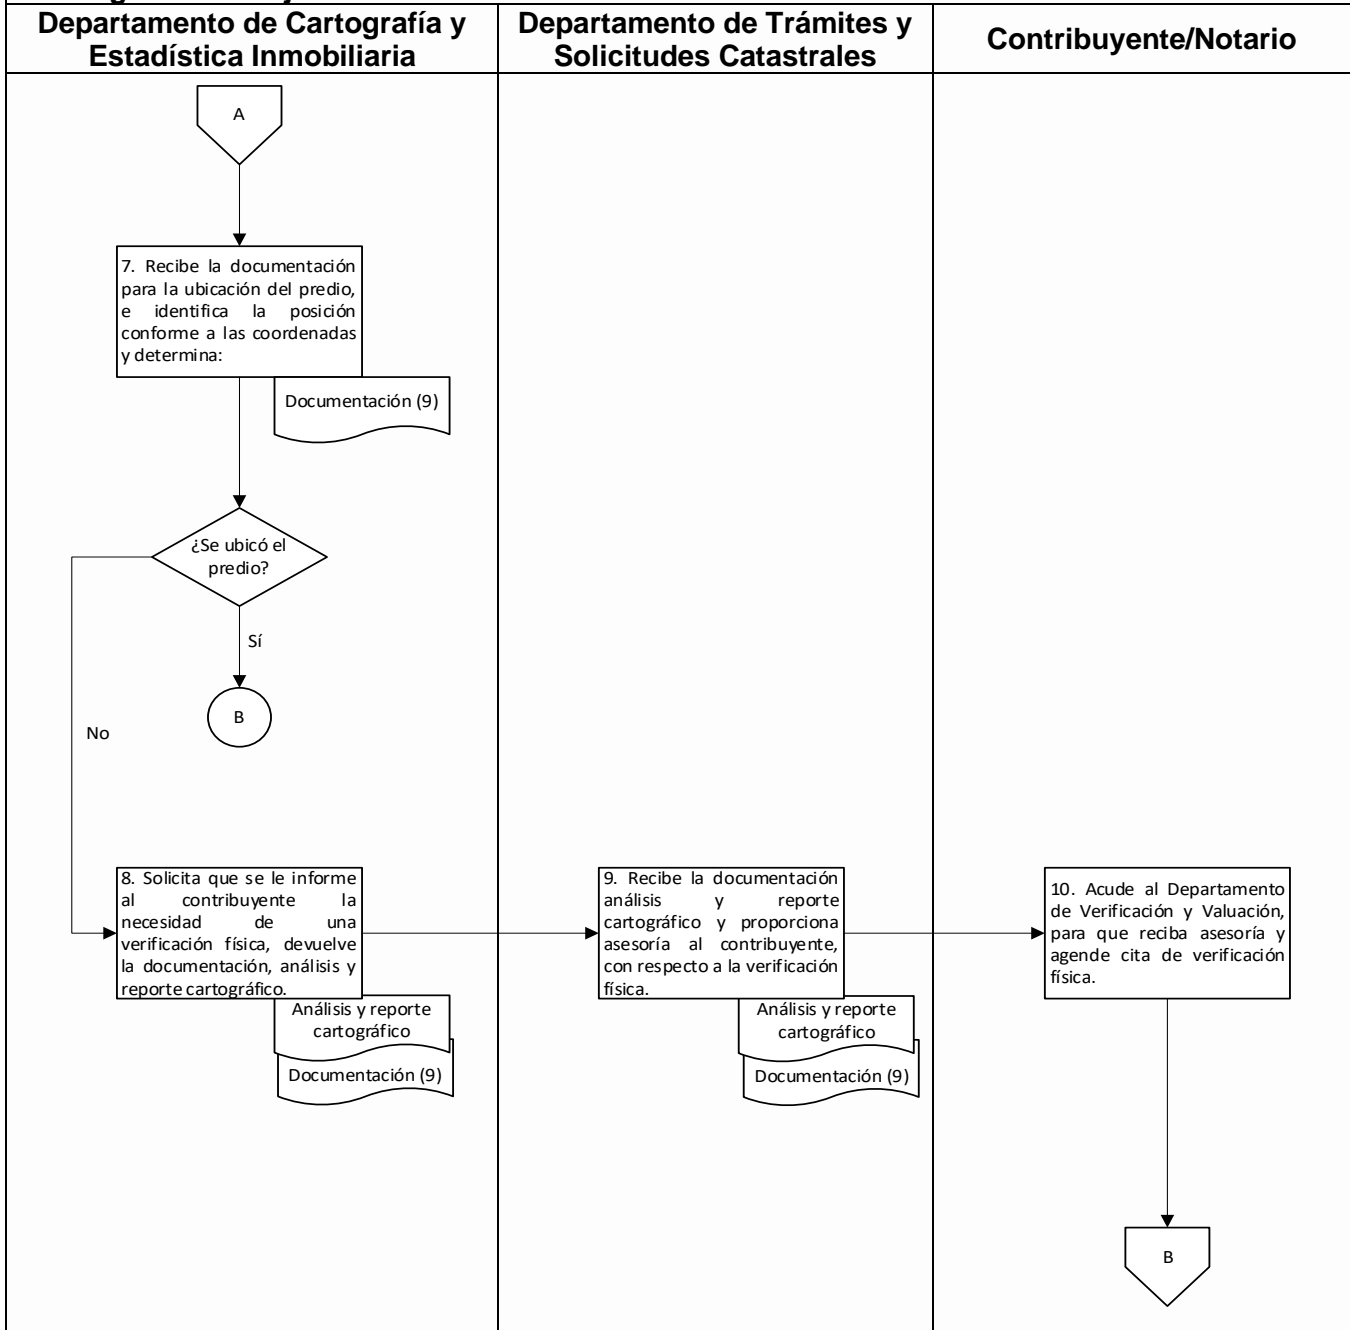 Departamento de Cartografía y
Estadística Inmobiliaria
Departamento de Trámites y
Solicitudes Catastrales
Contribuyente/Notario
A
7. Recibe la documentación
para la ubicación del predio,
e identifica la posición
conforme a las coordenadas
y determina:
Documentación (9)
¿Se ubicó el
predio?
Sí
B
No
8. Solicita que se le informe
al contribuyente la
necesidad de una
verificación física, devuelve
la documentación, análisis y
reporte cartográfico.
Análisis y reporte
cartográfico
Documentación (9)
9. Recibe la documentación
análisis y reporte
cartográfico y proporciona
asesoría al contribuyente,
con respecto a la verificación
física.
Análisis y reporte
cartográfico
Documentación (9)
10. Acude al Departamento
de Verificación y Valuación,
para que reciba asesoría y
agende cita de verificación
física.
B